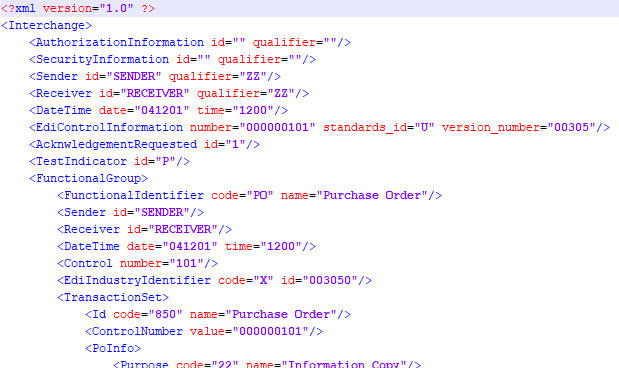 <?xml version="1.0" ?>
<Interchange>
<AuthorizationInformation id="" qualifier=""/>
<SecurityInformation id="" qualifier=""/>
<Sender id="SENDER" qualifier="ZZ"/>
<Receiver id="RECEIVER" qualifier="ZZ"/>
<DateTime date="041201" time="1200"/>
<EdiControlInformation number="000000101" standards_id="U" version_number="00305"/>
<AcknwledgementRequested id="1"/>
<TestIndicator id="P"/>
<FunctionalGroup>
<FunctionalIdentifier code="PO" name="Purchase Order"/>
<Sender id="SENDER"/>
<Receiver id="RECEIVER"/>
<DateTime date="041201" time="1200"/>
<Control number="101"/>
<EdiIndustryIdentifier code="X" id="003050"/>
<TransactionSet>
<Id code="850" name="Purchase Order"/>
<ControlNumber value="000000101"/>
<PoInfo>
<Purpose code="22" name="Information Copy"/>